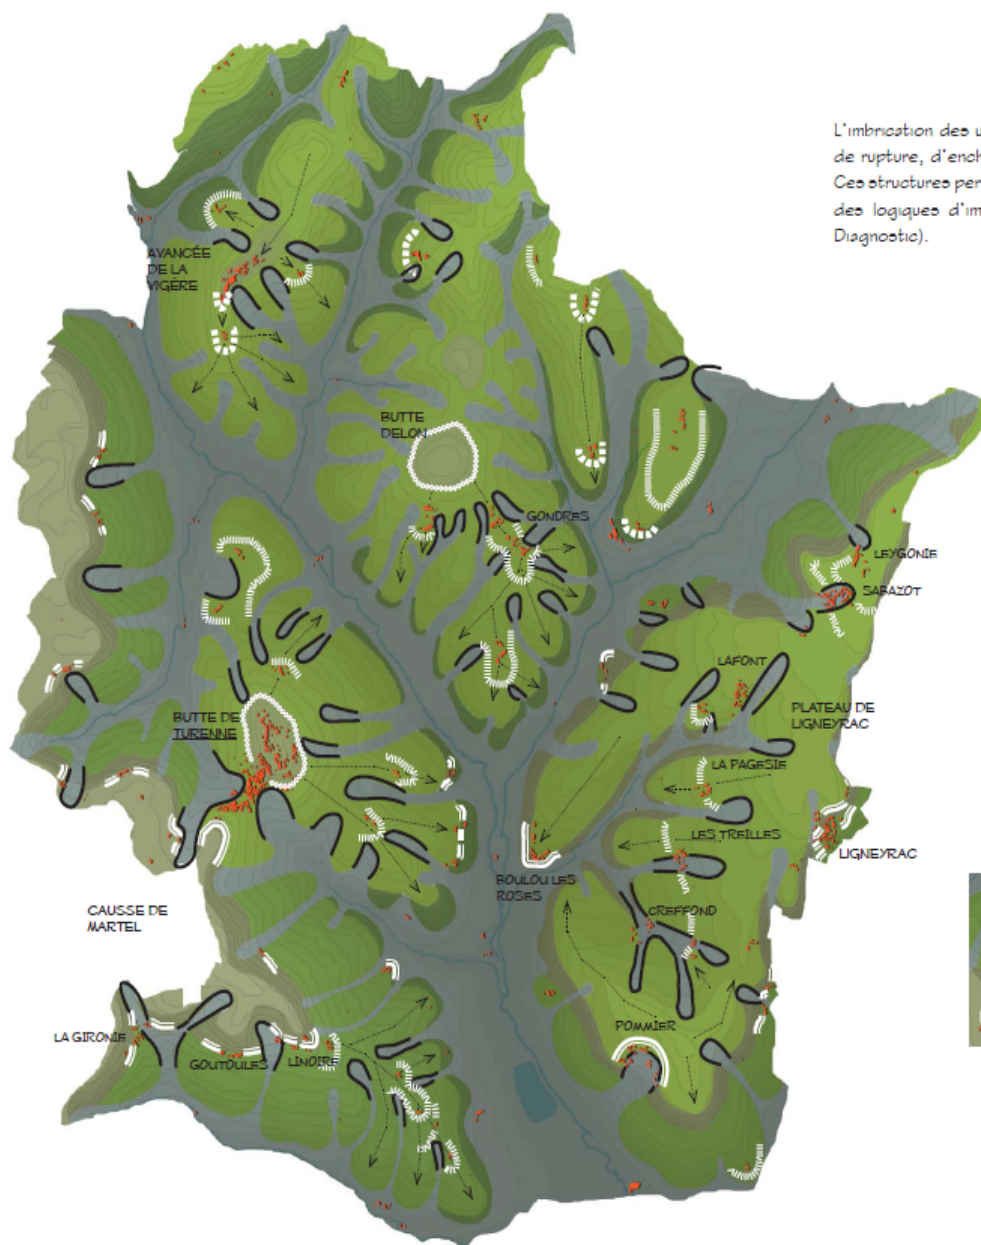 L'imbrication des u
de rupture, d'ench
Ces structures per
des logiques d'im
Diagnostic).
AVANCÉE
DE LA
VIGÈRE
BUTTE
DELON
GONDRES
LEYGONIE
SABAZOT
LAFONT
PLATEAU DE
LIGNEYRAC
BUTTE DE
TURENNE
LA PAGESIE
LES TREILLES
LIGNEYRAC
BOULOU LES
ROSES
CAUSSE DE
MARTEL
CREFFOND
POMMIER
LA GIRONIE
GOUTOULES
LINOIRE